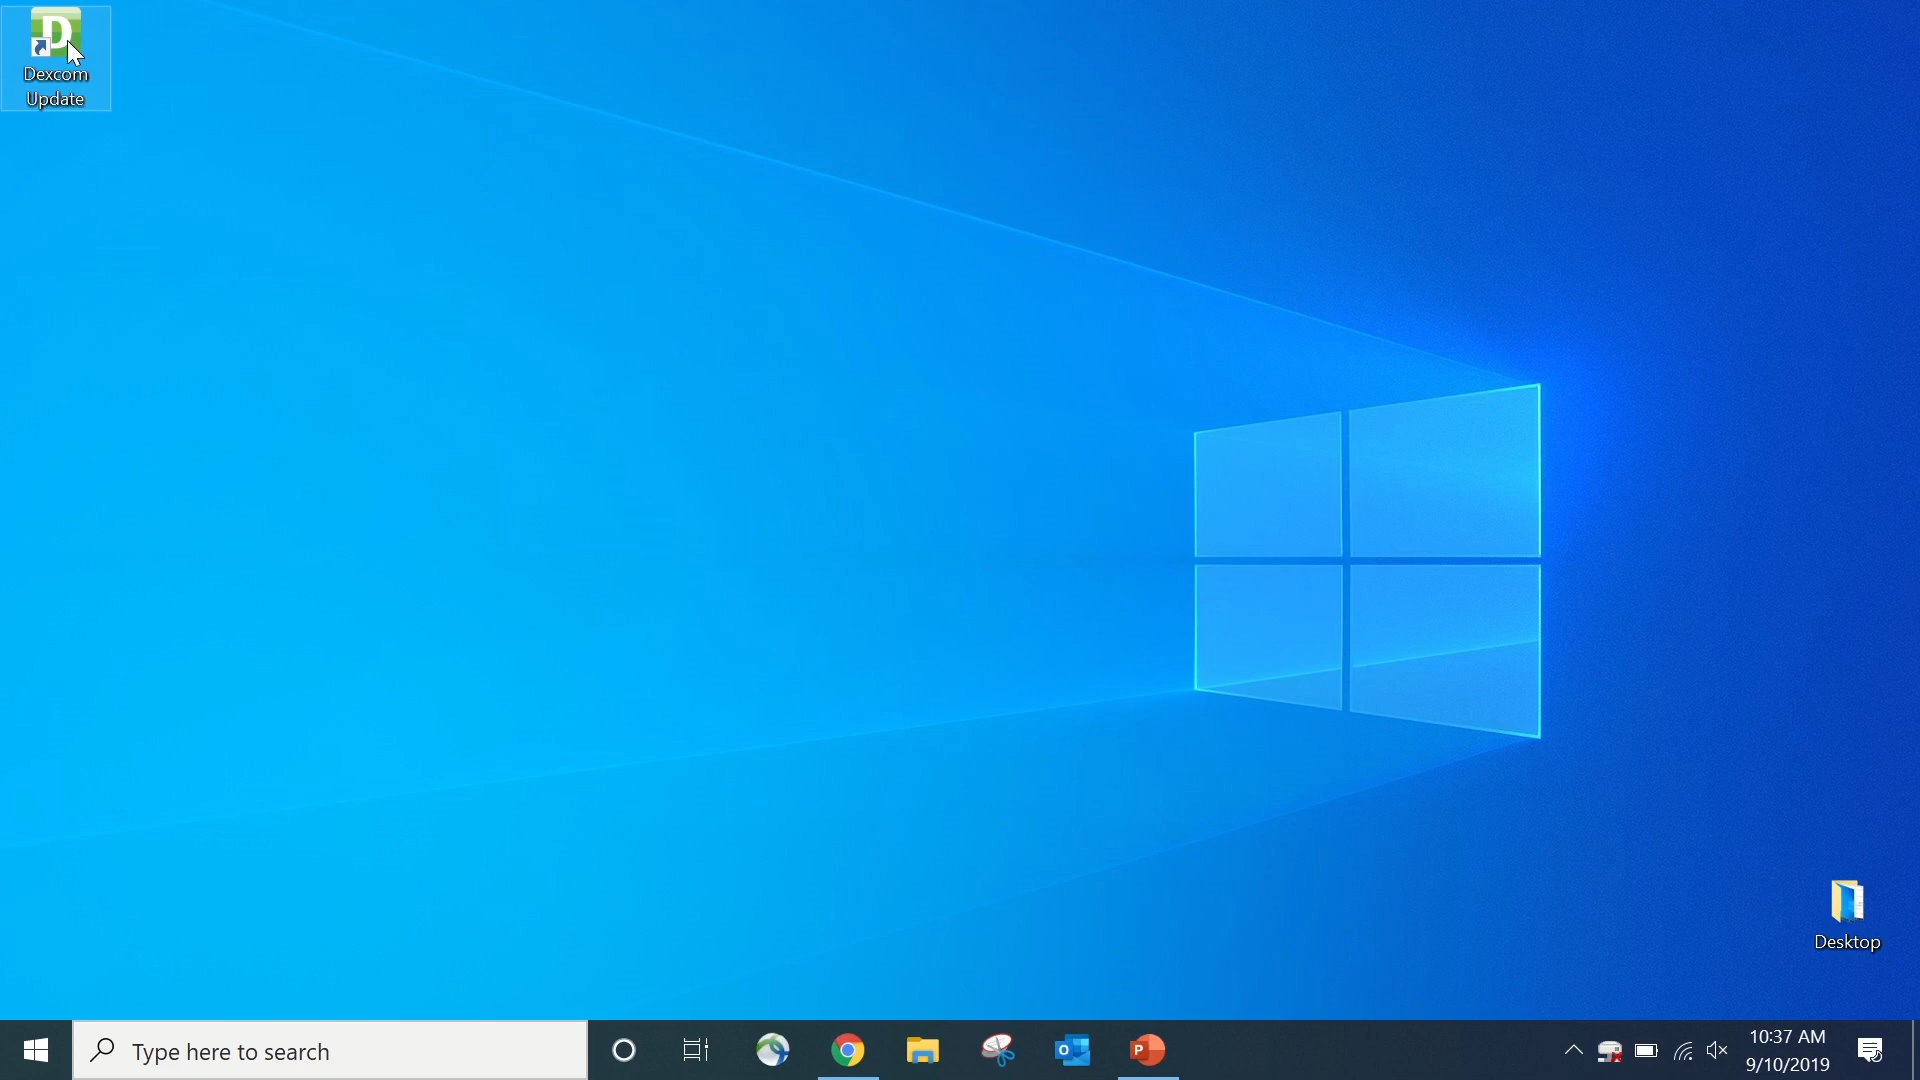 D
Dexcom
Update
Desktop
Type here to search
O
P
10:37 AM
9/10/2019